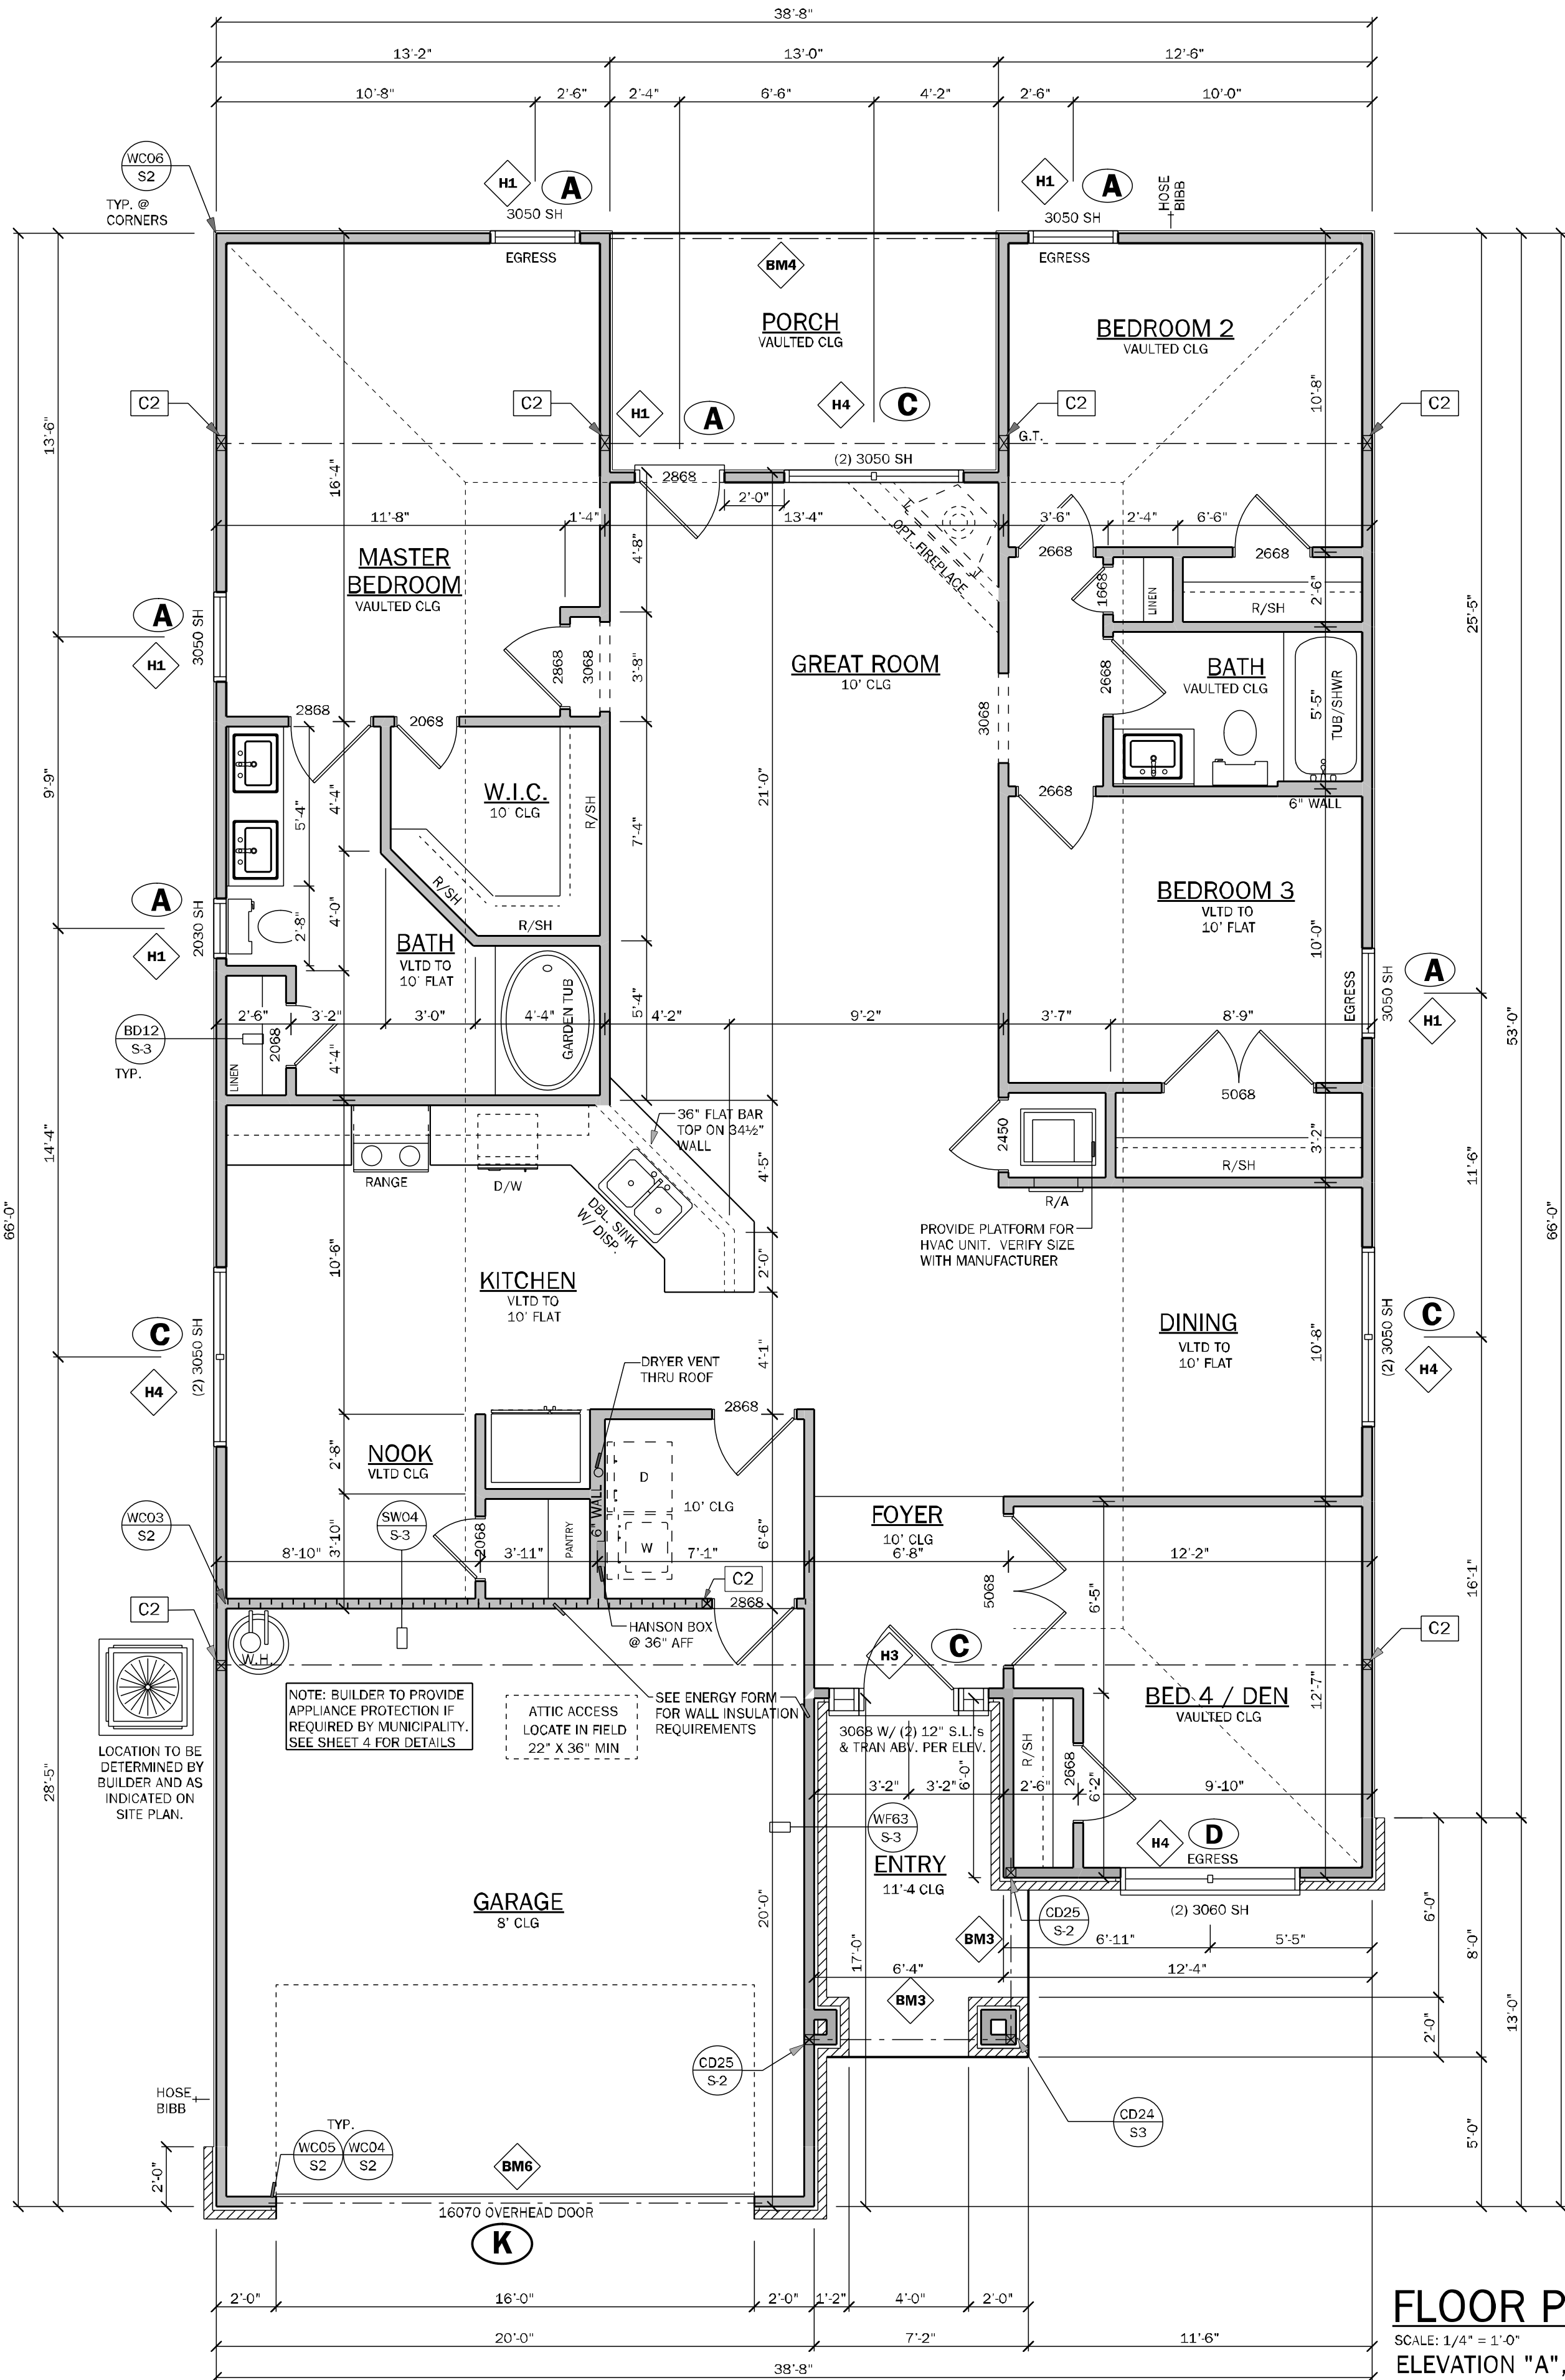 38'-8"
13'-2"
13'-0"
12'-6"
10'-8"
2'-6"
2'-4"
6'-6"
4'-2"
2'-6"
10'-0"
WC06
S2
TYP. @
CORNERS
H1
A
3050 SH
EGRESS
H1
A
3050 SH
EGRESS
HOSE
BIBB
BM4
PORCH
VAULTED CLG
BEDROOM 2
VAULTED CLG
10'-8"
C2
C2
H1
A
H4
C
C2
C2
G.T.
13'-6"
16'-4"
(2) 3050 SH
2868
2'-0"
11'-8"
1'-4"
13'-4"
3'-6"
2'-4"
6'-6"
4'-8"
OPT. FIREPLACE
2668
2668
MASTER
BEDROOM
VAULTED CLG
1668
LINEN
R/SH
2'-6"
25'-5"
A
H1
3050 SH
2868
3068
3'-8"
GREAT ROOM
10' CLG
3068
2668
BATH
VAULTED CLG
5'-5"
TUB/SHWR
2868
2068
9'-9"
5'-4"
4'-4"
W.I.C.
10' CLG
R/SH
R/SH
R/SH
7'-4"
21'-0"
2668
6" WALL
BEDROOM 3
VLTD TO
10' FLAT
10'-0"
A
H1
2030 SH
2'-8"
4'-0"
BATH
VLTD TO
10' FLAT
GARDEN TUB
5'-4"
EGRESS
3050 SH
A
H1
53'-0"
2'-6"
3'-2"
3'-0"
4'-4"
4'-2"
9'-2"
3'-7"
8'-9"
BD12
S-3
TYP.
LINEN
2068
4'-4"
5068
36" FLAT BAR
TOP ON 34½"
WALL
2450
3'-2"
R/SH
14'-4"
RANGE
D/W
DBL. SINK
W/ DISP.
4'-5"
R/A
11'-6"
66'-0"
66'-0"
PROVIDE PLATFORM FOR
HVAC UNIT. VERIFY SIZE
WITH MANUFACTURER
10'-6"
2'-0"
KITCHEN
VLTD TO
10' FLAT
C
H4
(2) 3050 SH
4'-1"
DINING
VLTD TO
10' FLAT
10'-8"
(2) 3050 SH
C
H4
DRYER VENT
THRU ROOF
2868
NOOK
VLTD CLG
2'-8"
D
10' CLG
6" WALL
W
WC03
S2
SW04
S-3
2068
PANTRY
6'-6"
FOYER
10' CLG
8'-10"
3'-10"
3'-11"
7'-1"
6'-8"
12'-2"
C2
C2
2868
5068
6'-5"
16'-1"
HANSON BOX
@ 36" AFF
W.H.
C2
H3
C
NOTE: BUILDER TO PROVIDE
APPLIANCE PROTECTION IF
REQUIRED BY MUNICIPALITY.
SEE SHEET 4 FOR DETAILS
ATTIC ACCESS
LOCATE IN FIELD
22" X 36" MIN
SEE ENERGY FORM
FOR WALL INSULATION
REQUIREMENTS
3068 W/ (2) 12" S.L.'s
& TRAN ABV. PER ELEV.
BED 4 / DEN
VAULTED CLG
12'-7"
LOCATION TO BE
DETERMINED BY
BUILDER AND AS
INDICATED ON
SITE PLAN.
28'-5"
R/SH
2668
3'-2"
3'-2"
6'-0"
2'-6"
6'-2"
9'-10"
WF63
S-3
H4
D
EGRESS
ENTRY
11'-4 CLG
GARAGE
8' CLG
20'-0"
CD25
S-2
(2) 3060 SH
6'-0"
8'-0"
BM3
6'-11"
5'-5"
17'-0"
6'-4"
12'-4"
BM3
2'-0"
13'-0"
CD25
S-2
HOSE
BIBB
CD24
S3
TYP.
WC05
S2
WC04
S2
BM6
2'-0"
5'-0"
16070 OVERHEAD DOOR
K
2'-0"
16'-0"
2'-0"
1'-2"
4'-0"
2'-0"
20'-0"
7'-2"
11'-6"
38'-8"
FLOOR P
SCALE: 1/4" = 1'-0"
ELEVATION "A",